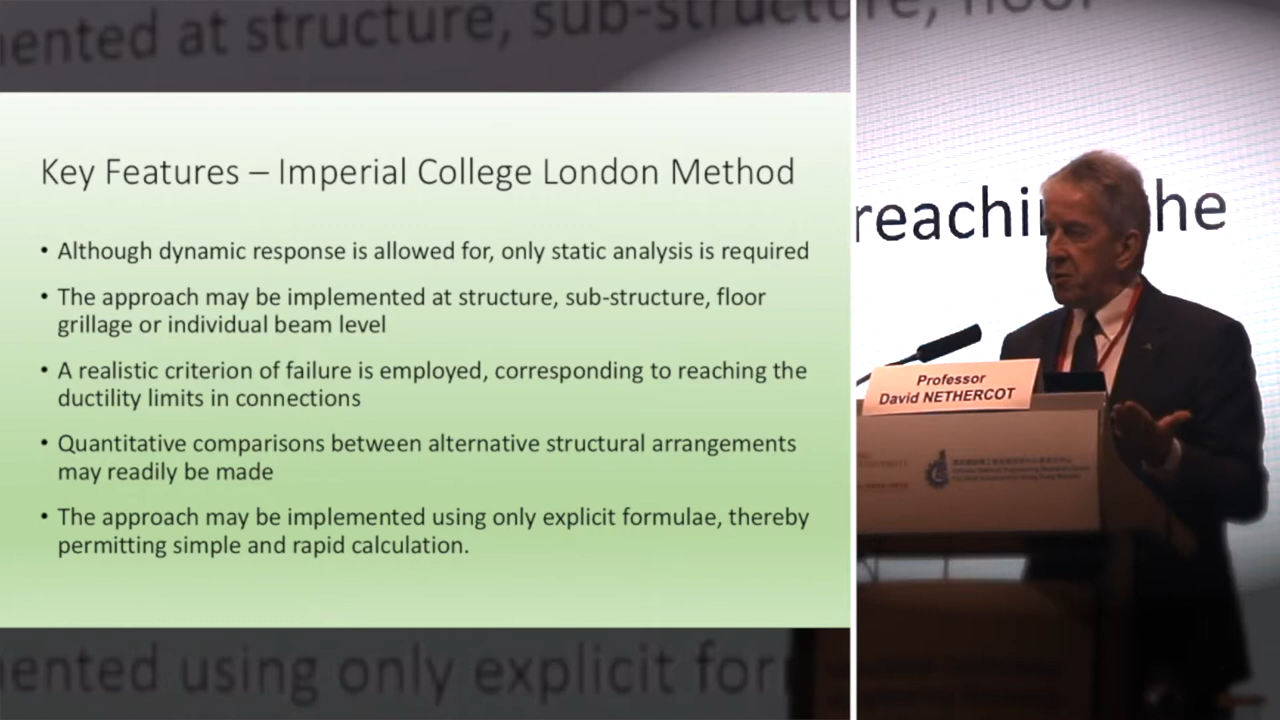 ented at structure, sub-structure, floor
Key Features – Imperial College London Method
• Although dynamic response is allowed for, only static analysis is required
• The approach may be implemented at structure, sub-structure, floor
grillage or individual beam level
• A realistic criterion of failure is employed, corresponding to reaching the
ductility limits in connections
• Quantitative comparisons between alternative structural arrangements
may readily be made
• The approach may be implemented using only explicit formulae, thereby
permitting simple and rapid calculation.
ented using only explicit for
reachi he
Professor
David NETHERCOT